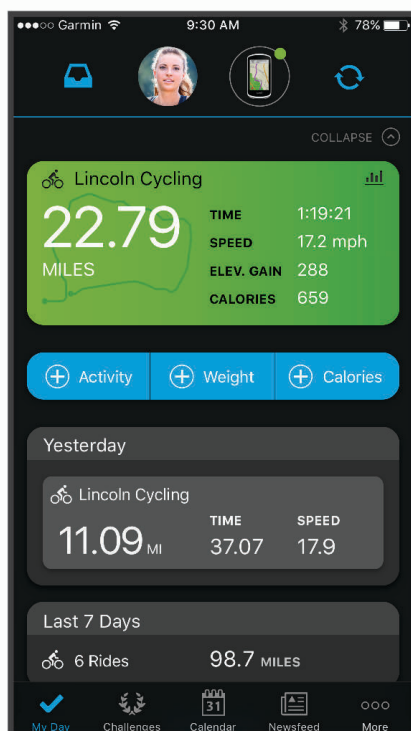 Garmin 9:30 AM 78%
COLLAPSE
Lincoln Cycling
22.79
MILES
TIME 1:19:21
SPEED 17.2 mph
ELEV. GAIN 288
CALORIES 659
Activity Weight Calories
Yesterday
Lincoln Cycling
11.09 MI
TIME
37.07
SPEED
17.9
Last 7 Days
6 Rides 98.7 MILES
31
My Day Challenges Calendar Newsfeed More